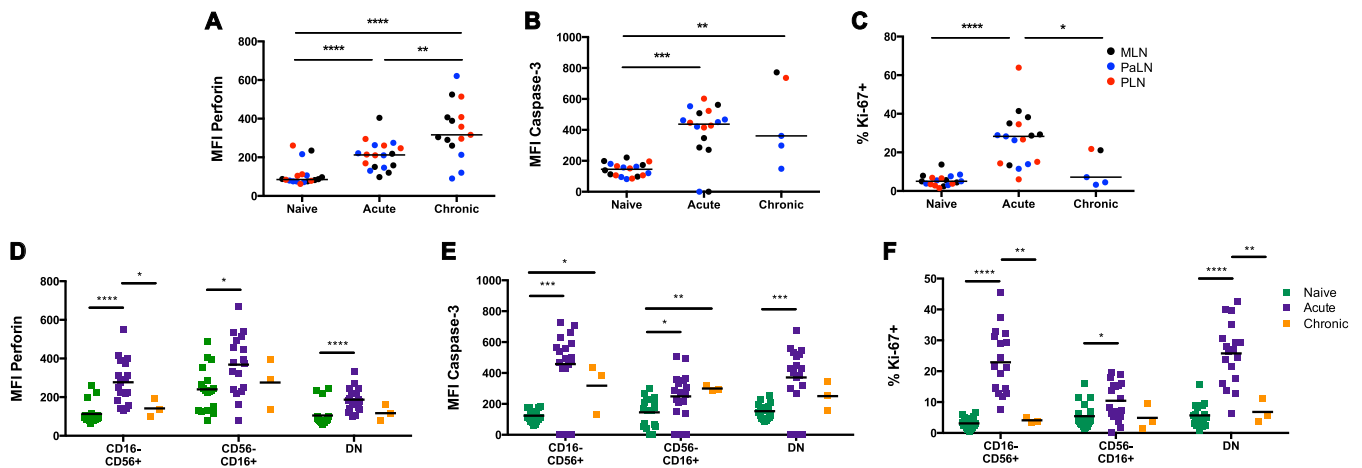 A
MFI Perforin
800
600
400
200
0
****
****
**
Naive
Acute
Chronic
B
MFI Caspase-3
1000
800
600
400
200
0
**
***
Naive
Acute
Chronic
C
% Ki-67+
80
60
40
20
0
****
*
MLN
PaLN
PLN
Naive
Acute
Chronic
D
MFI Perforin
800
600
400
200
0
****
*
*
****
CD16-
CD56+
CD56-
CD16+
DN
E
MFI Caspase-3
1000
800
600
400
200
0
*
***
**
*
***
CD16-
CD56+
CD56-
CD16+
DN
F
% Ki-67+
50
40
30
20
10
0
****
**
*
****
**
Naive
Acute
Chronic
CD16-
CD56+
CD56-
CD16+
DN